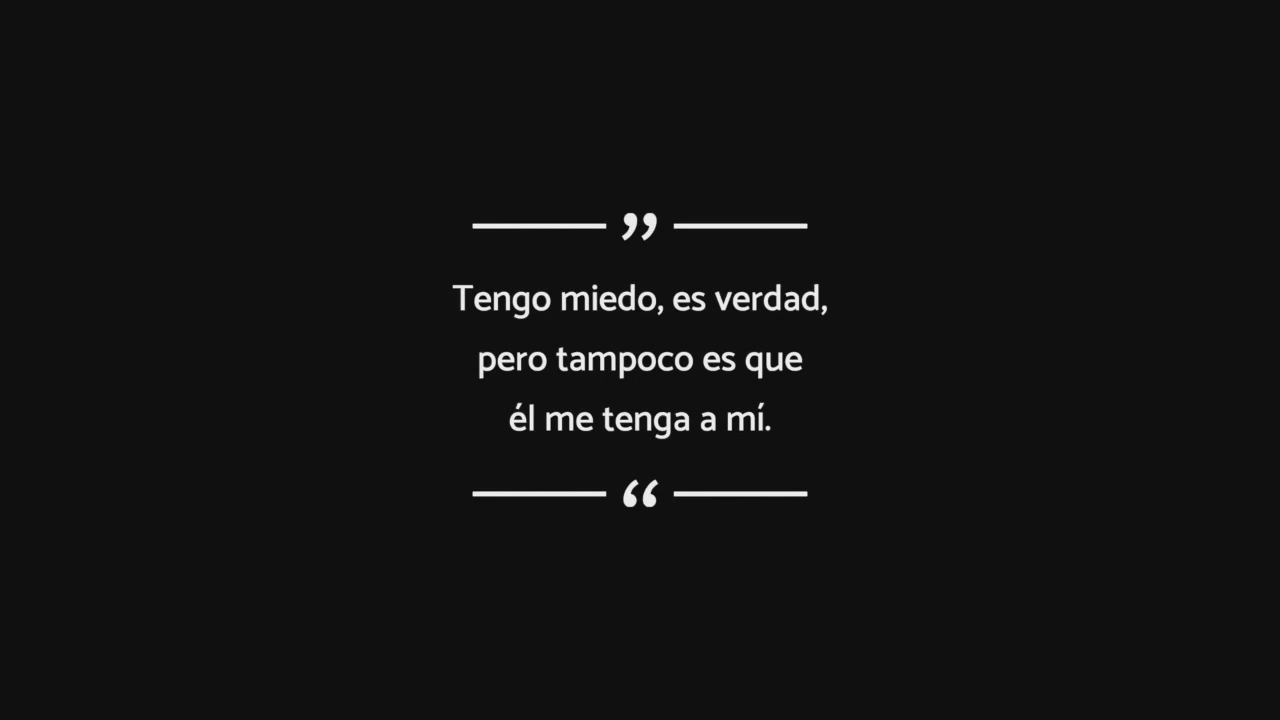 ”
Tengo miedo, es verdad,
pero tampoco es que
él me tenga a mí.
“